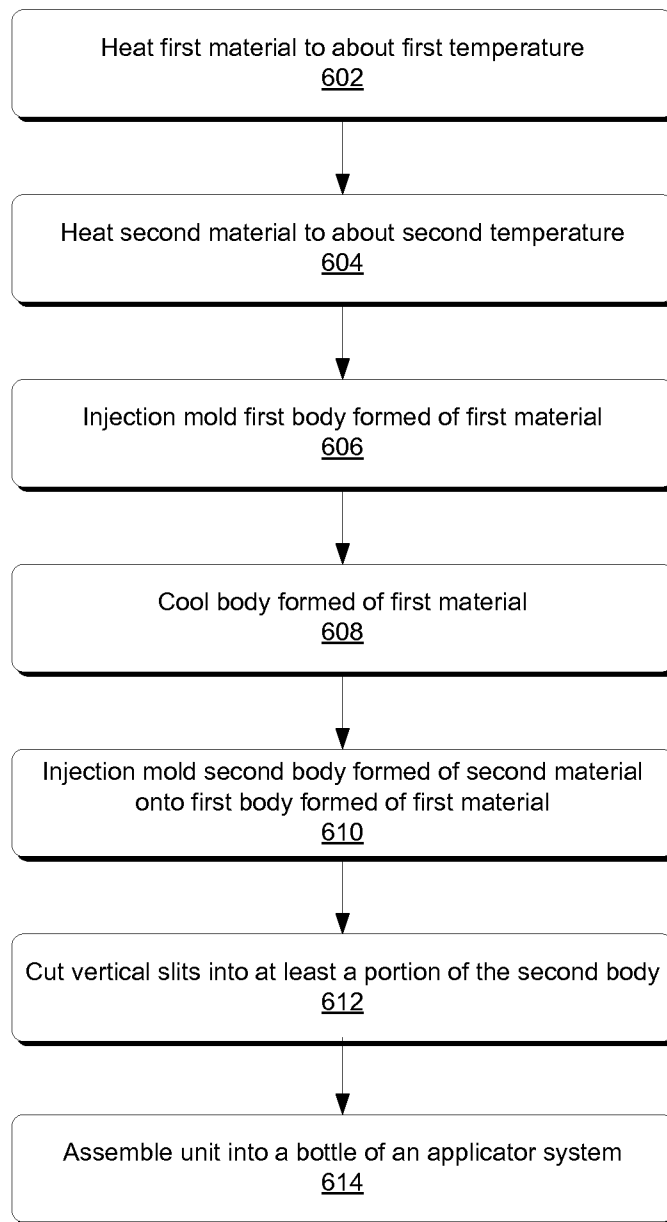 Heat first material to about first temperature
602
Heat second material to about second temperature
604
Injection mold first body formed of first material
606
Cool body formed of first material
608
Injection mold second body formed of second material
onto first body formed of first material
610
Cut vertical slits into at least a portion of the second body
612
Assemble unit into a bottle of an applicator system
614